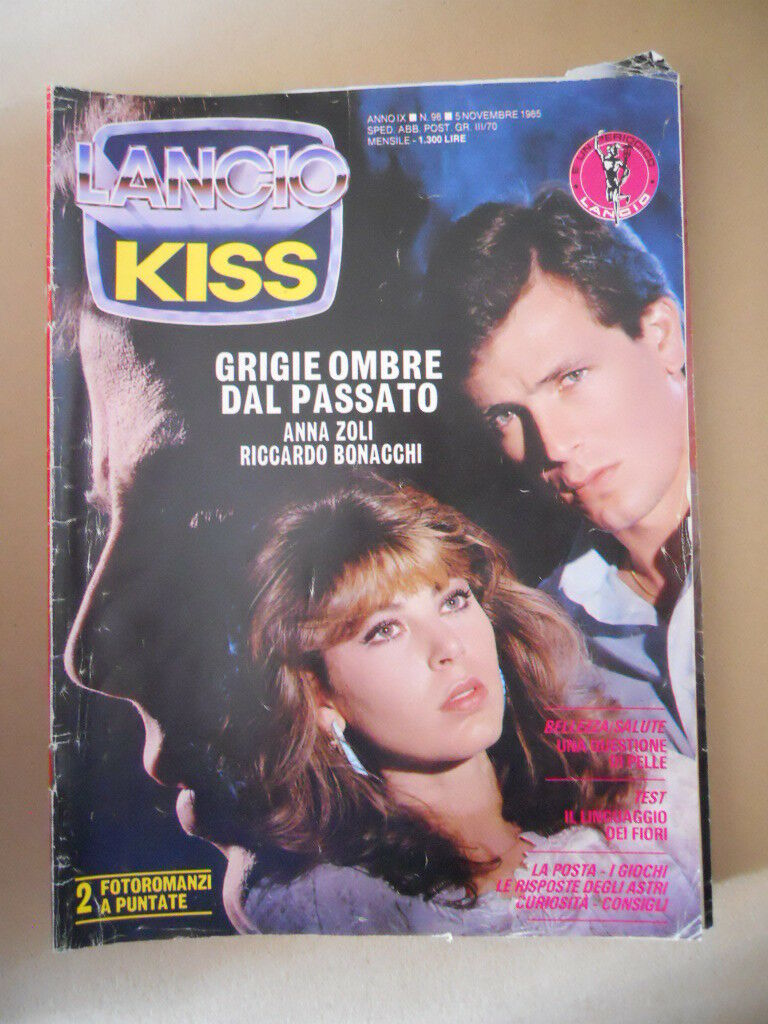 ANNO IX ■ N. 98 ■ 5 NOVEMBRE 1985
SPED. ABB. POST. GR. III/70
MENSILE - 1.300 LIRE
UN PERIODICO
LANCIO
LANCIO
KISS
GRIGIE OMBRE
DAL PASSATO
ANNA ZOLI
RICCARDO BONACCHI
BELLEZZA/SALUTE
UNA QUESTIONE
DI PELLE
TEST
IL LINGUAGGIO
DEI FIORI
LA POSTA - I GIOCHI
LE RISPOSTE DEGLI ASTRI
CURIOSITÀ - CONSIGLI
2 FOTOROMANZI
A PUNTATE